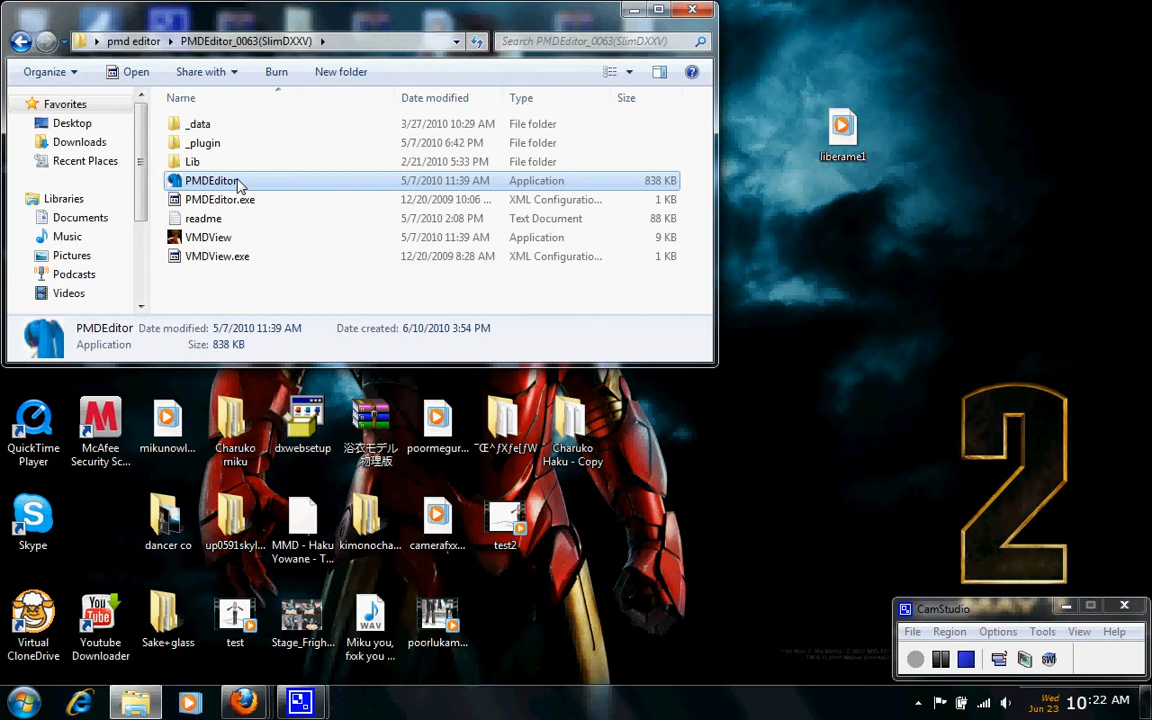 pmd editor PMDEditor_0063(SlimDXXV)
Search PMDEditor_0063(SlimDXXV)
Organize Open Share with Burn New folder
Name Date modified Type Size
Favorites
Desktop
Downloads
Recent Places
Libraries
Documents
Music
Pictures
Podcasts
Videos
_data 3/27/2010 10:29 AM File folder
_plugin 5/7/2010 6:42 PM File folder
Lib 2/21/2010 5:33 PM File folder
PMDEditor 5/7/2010 11:39 AM Application 838 KB
PMDEditor.exe 12/20/2009 10:06 ... XML Configuratio... 1 KB
readme 5/7/2010 2:08 PM Text Document 88 KB
VMDView 5/7/2010 11:39 AM Application 9 KB
VMDView.exe 12/20/2009 8:28 AM XML Configuratio... 1 KB
PMDEditor Date modified: 5/7/2010 11:39 AM Date created: 6/10/2010 3:54 PM
Application Size: 838 KB
liberame1
QuickTime Player
McAfee Security Sc...
mikunowl...
Charuko miku
dxwebsetup
浴衣モデル物理版
poormegur...
Charuko Haku - Copy
Skype
dancer co
up0591skyl...
MMD - Haku Yowane - T...
kimonocha...
camerafxx...
test2
Virtual CloneDrive
Youtube Downloader
Sake+glass
test
Stage_Frigh...
Miku you, fxxk you ...
poorlukam...
2
CamStudio
File Region Options Tools View Help
Wed Jun 23
10:22 AM